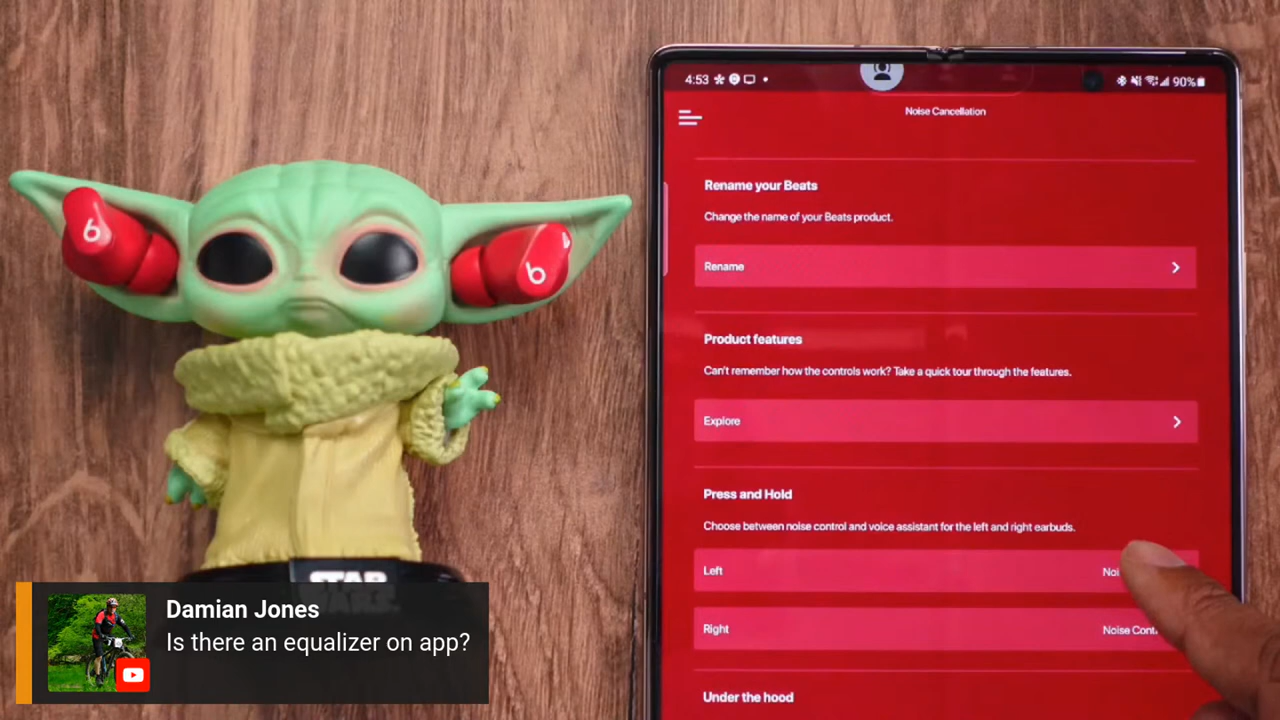 4:53
90%
Noise Cancellation
Rename your Beats
Change the name of your Beats product.
Rename
Product features
Can't remember how the controls work? Take a quick tour through the features.
Explore
Press and Hold
Choose between noise control and voice assistant for the left and right earbuds.
Left
Right
Noise
Under the hood
b
b
STAR
WARS
Damian Jones
Is there an equalizer on app?